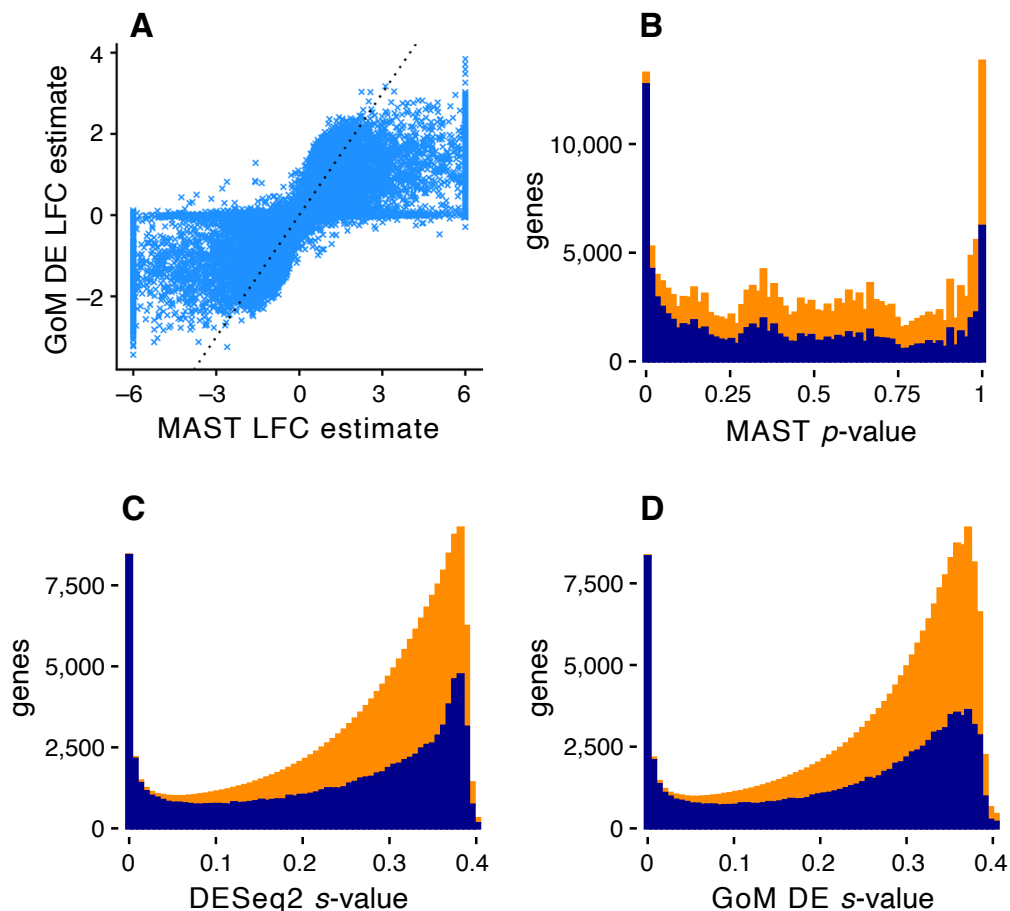 A
4
2
0
−2
GoM DE LFC estimate
−6
−3
0
3
6
MAST LFC estimate
B
10,000
5,000
0
genes
0
0.25
0.5
0.75
1
MAST p-value
C
7,500
5,000
2,500
0
genes
0
0.1
0.2
0.3
0.4
DESeq2 s-value
D
7,500
5,000
2,500
0
genes
0
0.1
0.2
0.3
0.4
GoM DE s-value